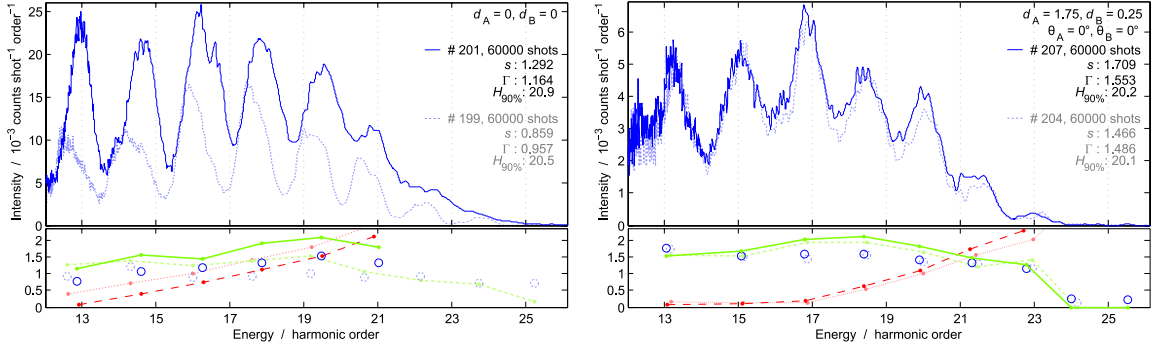 d_A = 0, d_B = 0
# 201, 60000 shots
s : 1.292
Γ : 1.164
H_90% : 20.9
# 199, 60000 shots
s : 0.859
Γ : 0.957
H_90% : 20.5
Intensity / 10⁻³ counts shot⁻¹ order⁻¹
25
20
15
10
5
0
2
1.5
1
0.5
0
13 15 17 19 21 23 25
Energy / harmonic order
d_A = 1.75, d_B = 0.25
θ_A = 0°, θ_B = 0°
# 207, 60000 shots
s : 1.709
Γ : 1.553
H_90% : 20.2
# 204, 60000 shots
s : 1.466
Γ : 1.486
H_90% : 20.1
Intensity / 10⁻³ counts shot⁻¹ order⁻¹
6
5
4
3
2
1
0
2
1.5
1
0.5
0
13 15 17 19 21 23 25
Energy / harmonic order